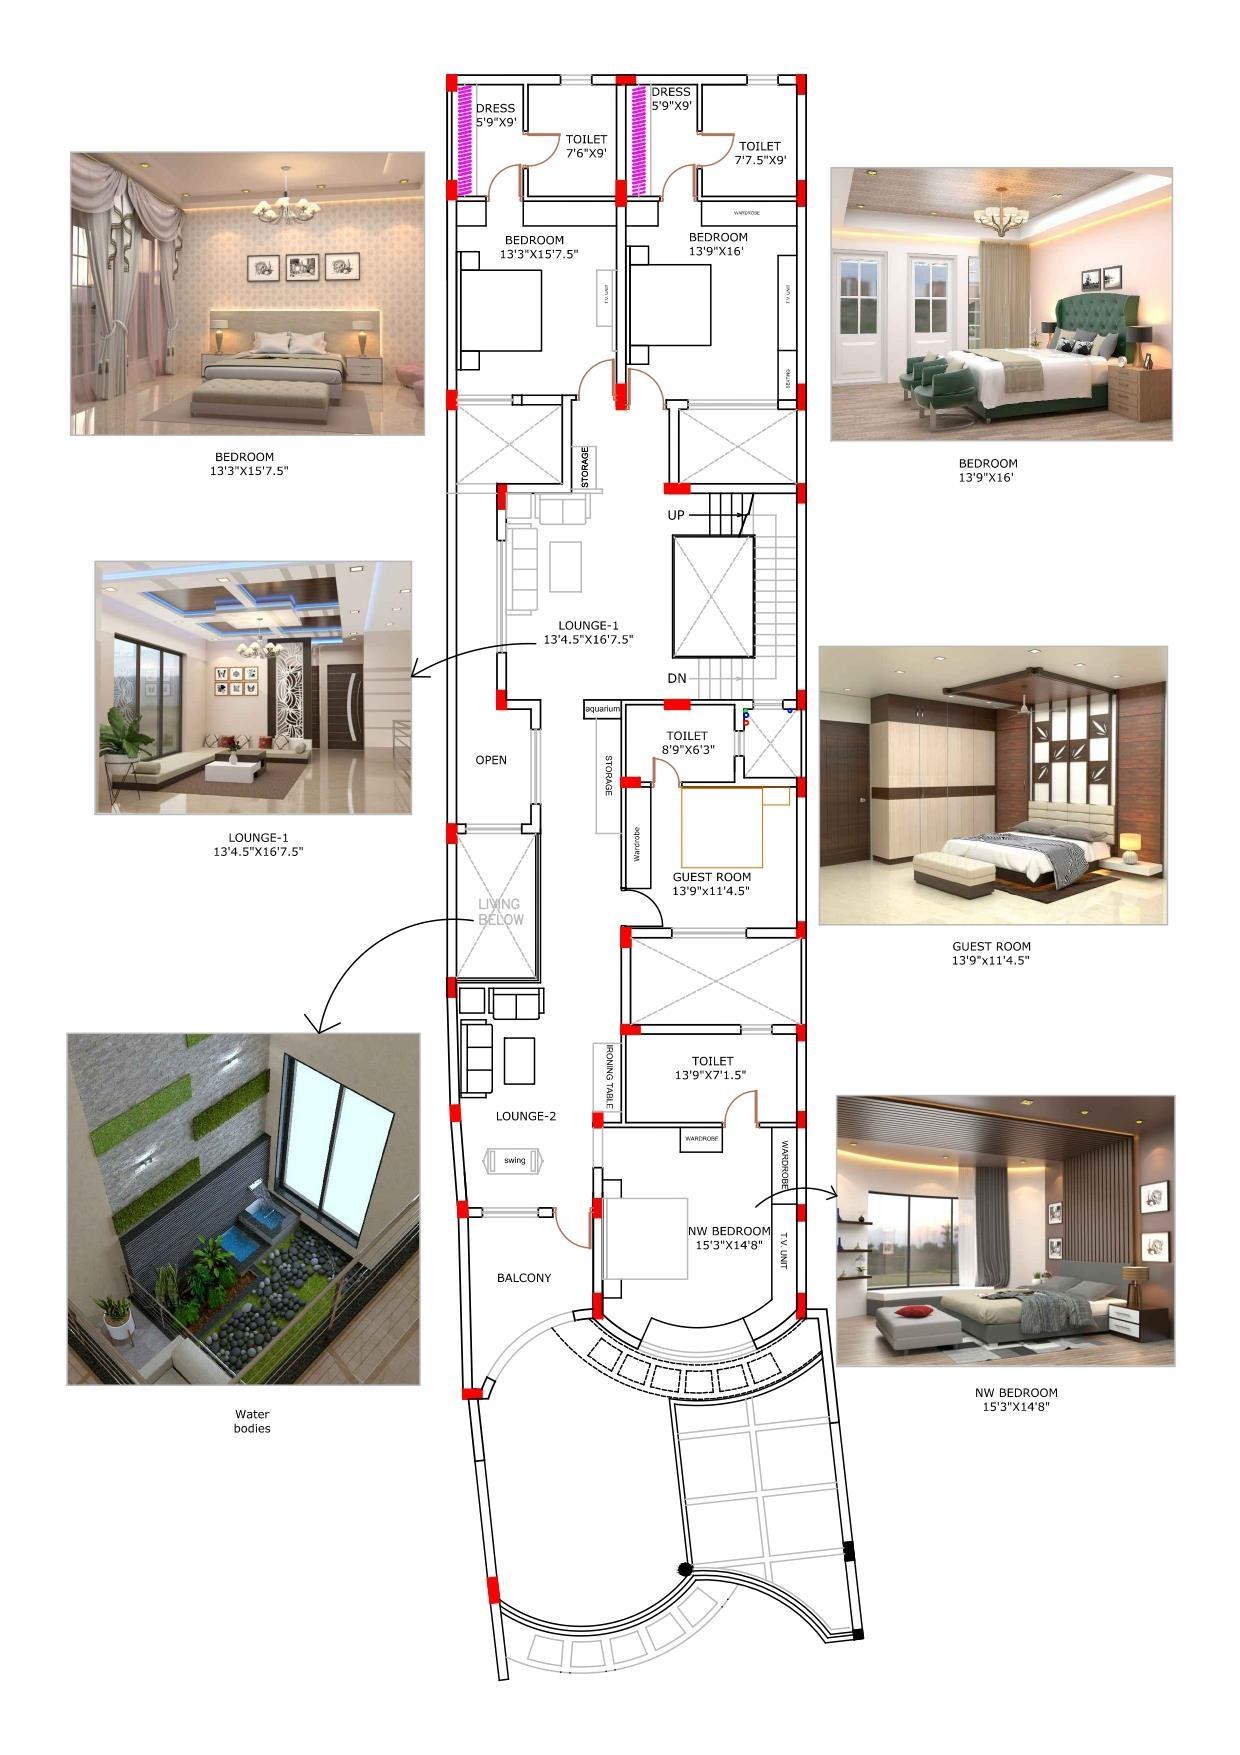 DRESS
5'9"X9'
TOILET
7'6"X9'
DRESS
5'9"X9'
TOILET
7'7.5"X9'
BEDROOM
13'3"X15'7.5"
WARDROBE
BEDROOM
13'9"X16'
T.V. UNIT
T.V. UNIT
SEATING
BEDROOM
13'3"X15'7.5"
BEDROOM
13'9"X16'
STORAGE
UP
LOUNGE-1
13'4.5"X16'7.5"
DN
aquarium
TOILET
8'9"X6'3"
OPEN
STORAGE
Wardrobe
LOUNGE-1
13'4.5"X16'7.5"
GUEST ROOM
13'9"x11'4.5"
LIVING
BELOW
GUEST ROOM
13'9"x11'4.5"
IRONING TABLE
TOILET
13'9"X7'1.5"
LOUNGE-2
WARDROBE
WARDROBE
swing
NW BEDROOM
15'3"X14'8"
T.V. UNIT
BALCONY
Water
bodies
NW BEDROOM
15'3"X14'8"